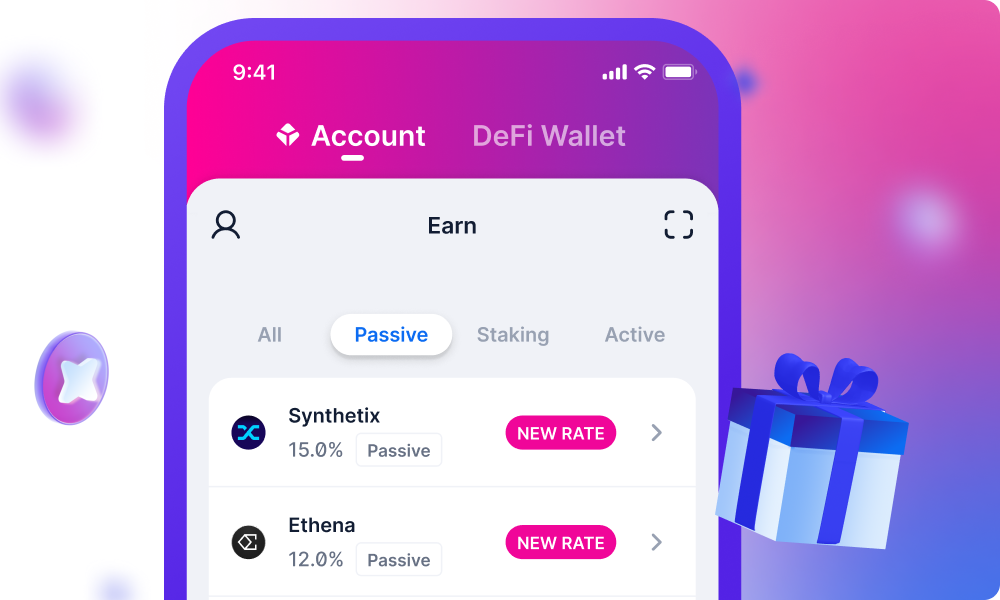 9:41
Account DeFi Wallet
Earn
All Passive Staking Active
Synthetix
15.0% Passive
NEW RATE
Ethena
12.0% Passive
NEW RATE